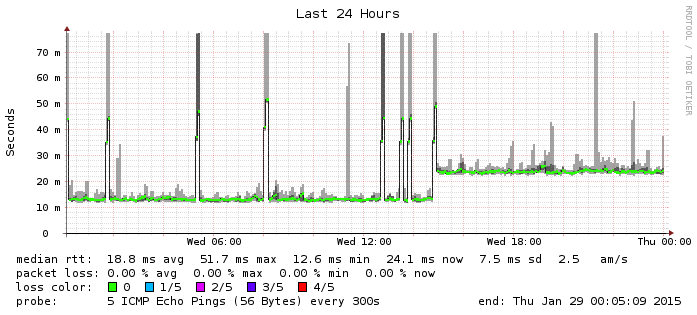 Last 24 Hours
RRDTOOL / TOBI OETIKER
Seconds
70 m
60 m
50 m
40 m
30 m
20 m
10 m
0
Wed 06:00 Wed 12:00 Wed 18:00 Thu 00:00
median rtt: 18.8 ms avg 51.7 ms max 12.6 ms min 24.1 ms now 7.5 ms sd 2.5 am/s
packet loss: 0.00 % avg 0.00 % max 0.00 % min 0.00 % now
loss color: 0 1/5 2/5 3/5 4/5
probe: 5 ICMP Echo Pings (56 Bytes) every 300s end: Thu Jan 29 00:05:09 2015